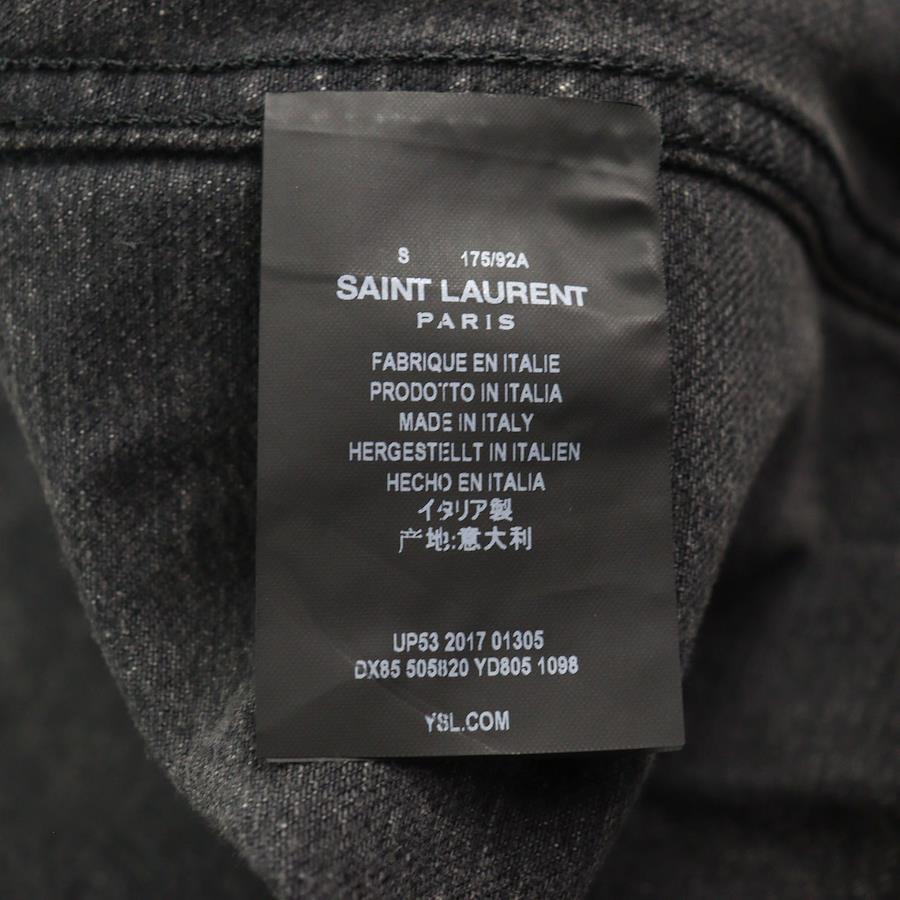 S 175/92A
SAINT LAURENT
PARIS
FABRIQUE EN ITALIE
PRODOTTO IN ITALIA
MADE IN ITALY
HERGESTELLT IN ITALIEN
HECHO EN ITALIA
イタリア製
产地:意大利
UP53 2017 01305
DX85 505820 YD805 1098
YSL.COM